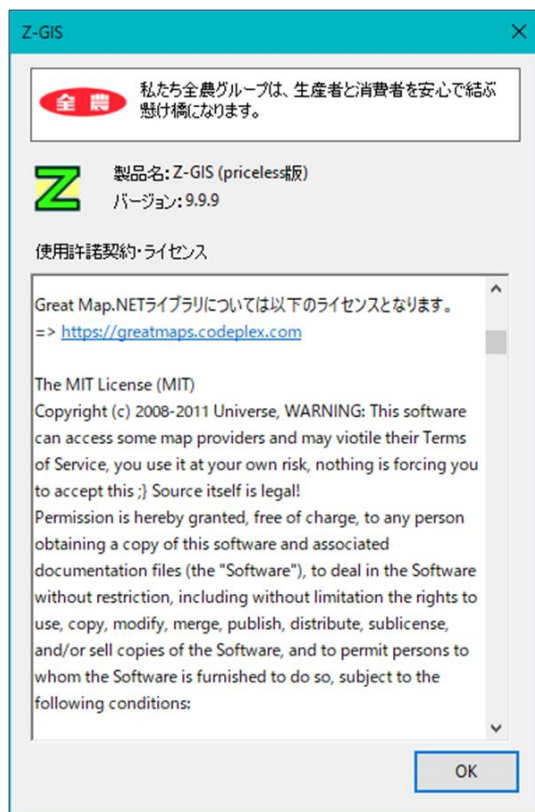 Z-GIS
全農
私たち全農グループは、生産者と消費者を安心で結ぶ
懸け橋になります。
Z
製品名: Z-GIS (priceless版)
バージョン: 9.9.9
使用許諾契約・ライセンス
Great Map.NETライブラリについては以下のライセンスとなります。
=> https://greatmaps.codeplex.com
The MIT License (MIT)
Copyright (c) 2008-2011 Universe, WARNING: This software
can access some map providers and may viotile their Terms
of Service, you use it at your own risk, nothing is forcing you
to accept this ;} Source itself is legal!
Permission is hereby granted, free of charge, to any person
obtaining a copy of this software and associated
documentation files (the "Software"), to deal in the Software
without restriction, including without limitation the rights to
use, copy, modify, merge, publish, distribute, sublicense,
and/or sell copies of the Software, and to permit persons to
whom the Software is furnished to do so, subject to the
following conditions:
OK